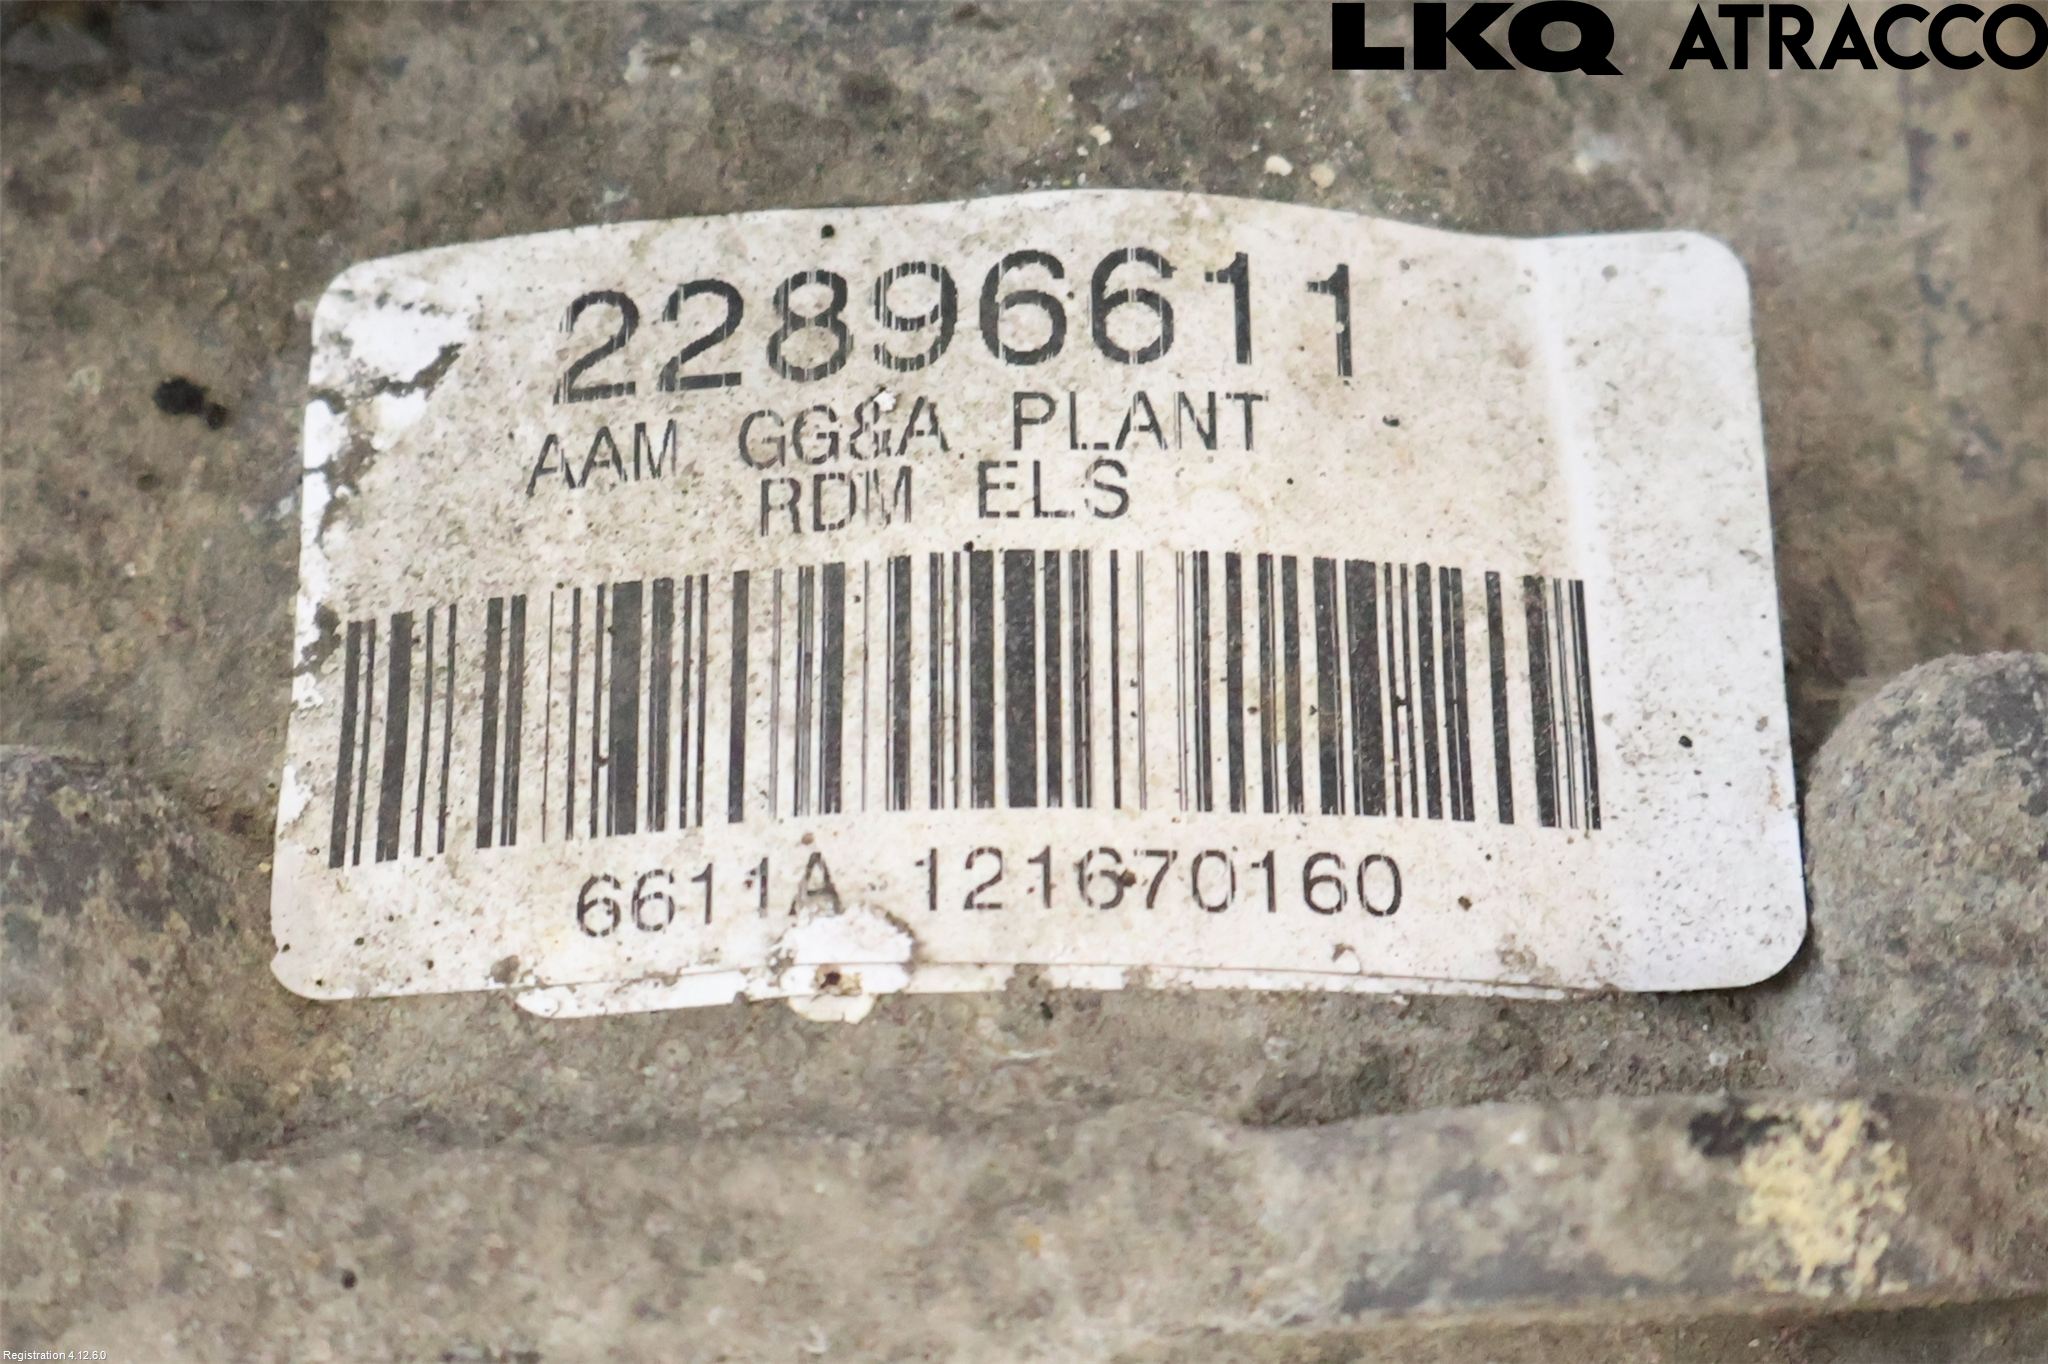 LKQ ATRACCO
22896611
AAM GG&A PLANT
RDM ELS
6611A 121670160
Registration 4.12.6.0